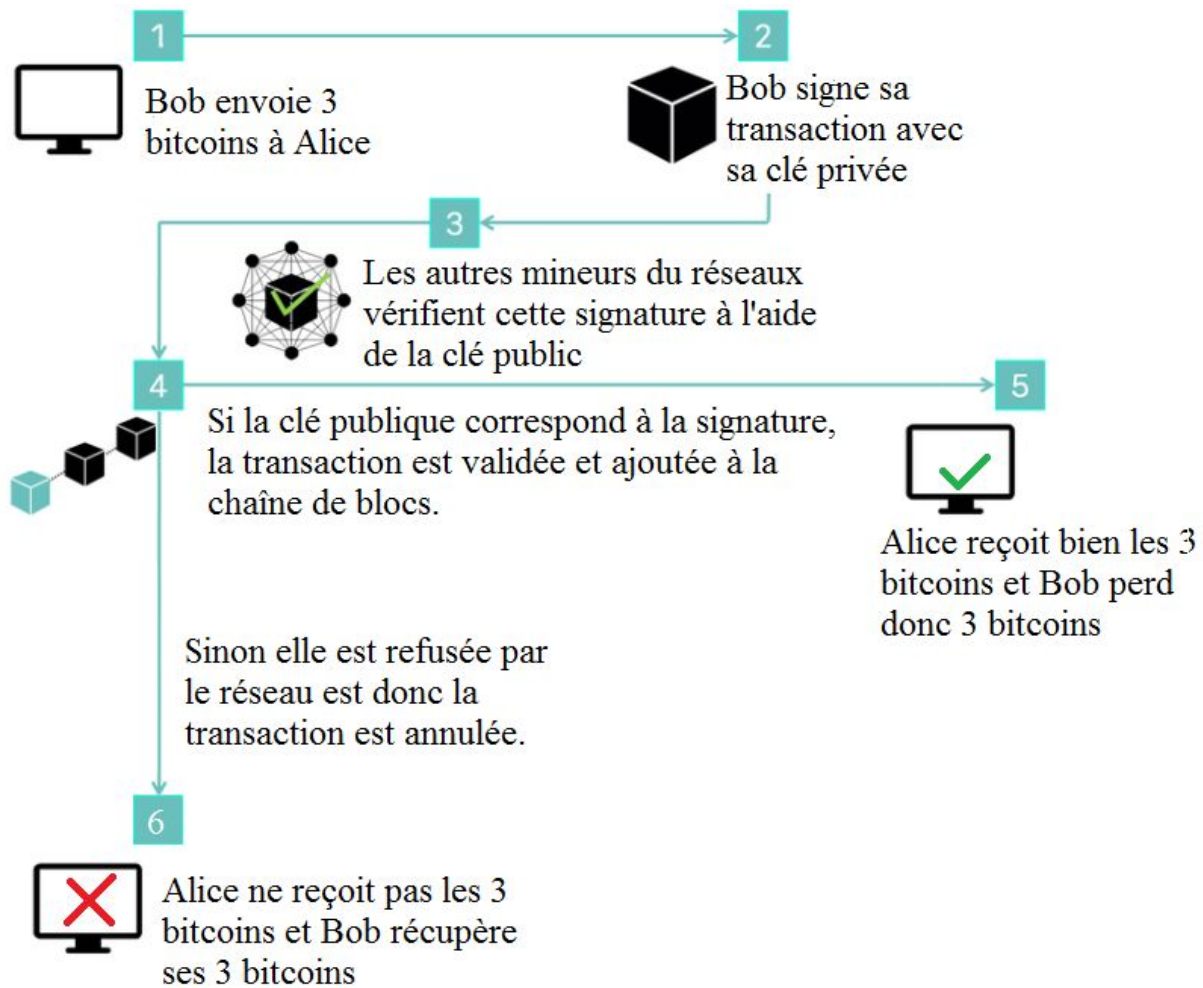 1
2
Bob envoie 3
bitcoins à Alice
Bob signe sa
transaction avec
sa clé privée
3
Les autres mineurs du réseaux
vérifient cette signature à l'aide
de la clé public
4
5
Si la clé publique correspond à la signature,
la transaction est validée et ajoutée à la
chaîne de blocs.
Alice reçoit bien les 3
bitcoins et Bob perd
donc 3 bitcoins
Sinon elle est refusée par
le réseau est donc la
transaction est annulée.
6
Alice ne reçoit pas les 3
bitcoins et Bob récupère
ses 3 bitcoins